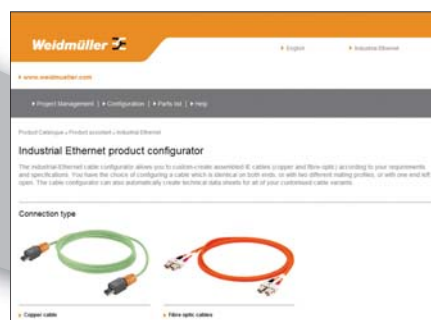 Weidmüller
English Industrial Ethernet
www.weidmueller.com
Project Management | Configuration | Parts list | Help
Product Catalogue » Product assistent » Industrial Ethernet
Industrial Ethernet product configurator
The Industrial-Ethernet cable configurator allows you to custom-create assembled IE cables (copper and fibre-optic) according to your requirements
and specifications. You have the choice of configuring a cable which is identical on both ends, or with two different mating profiles, or with one end left
open. The cable configurator can also automatically create technical data sheets for all of your customised cable variants.
Connection type
Copper cable Fibre optic cables